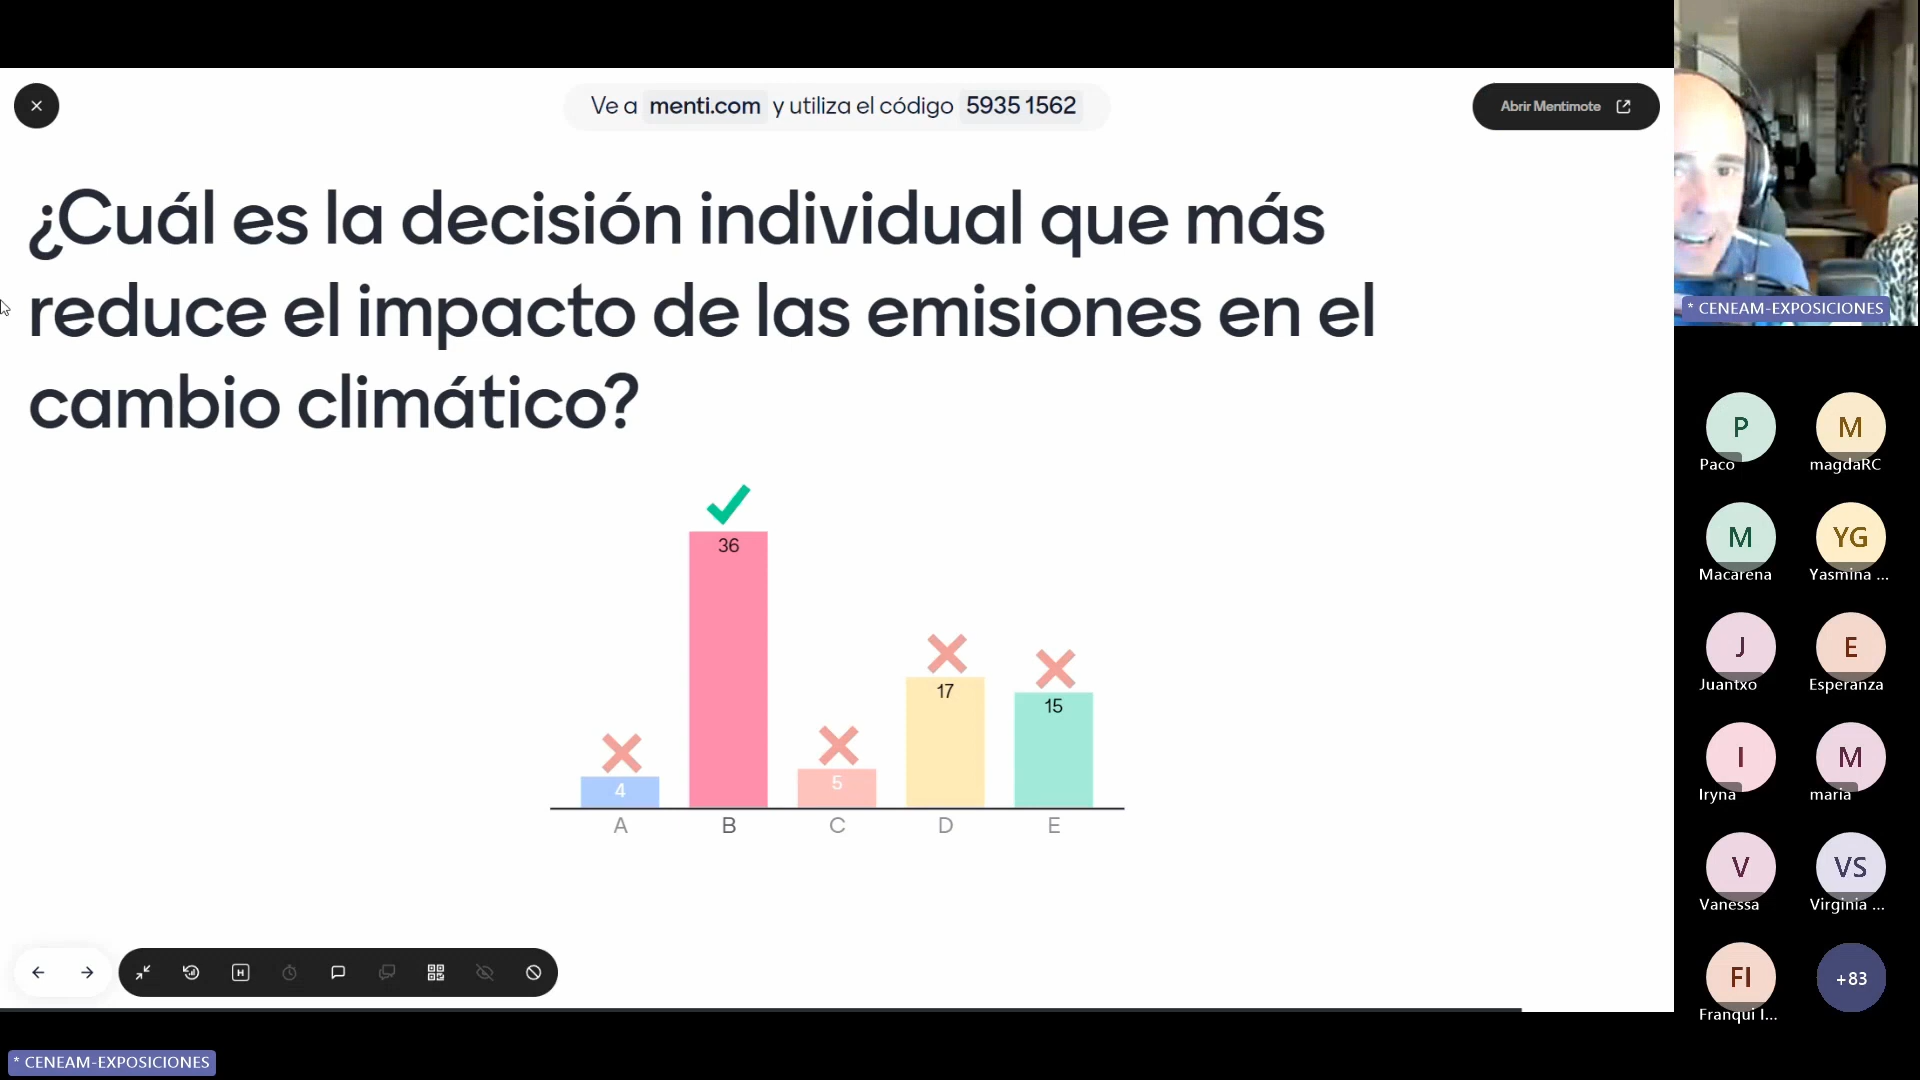 Ve a menti.com y utiliza el código 5935 1562
Abrir Mentimote
¿Cuál es la decisión individual que más
reduce el impacto de las emisiones en el
cambio climático?
36
17
15
4
5
A B C D E
H
* CENEAM-EXPOSICIONES
P M
Paco magdaRC
M YG
Macarena Yasmina ...
J E
Juantxo Esperanza
I M
Iryna maria
V VS
Vanessa Virginia ...
FI +83
Franqui I...
* CENEAM-EXPOSICIONES